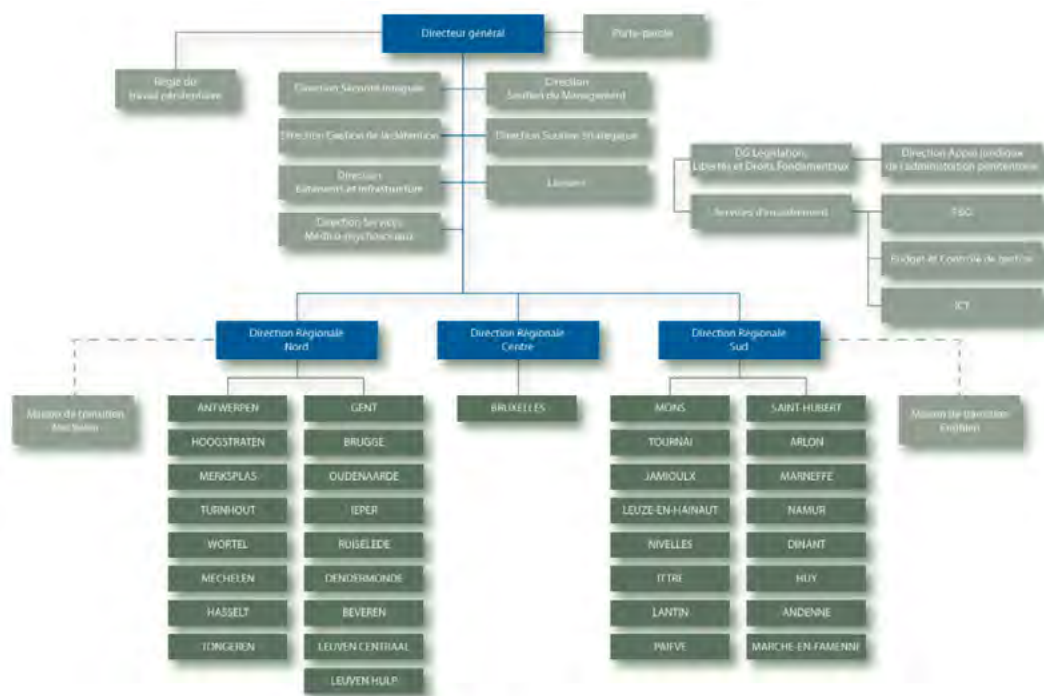 Directeur général
Porte-parole
Régie du
travail pénitentiaire
Direction Sécurité Intégrale
Direction
Soutien du Management
Direction Gestion de la détention
Direction Soutien Stratégique
DG Législation,
Libertés et Droits Fondamentaux
Direction Appui juridique
de l'administration pénitentiaire
Direction
Bâtiments et Infrastructure
Services d'encadrement
P&O
Direction Services
Médico-psychosociaux
Budget et Contrôle de gestion
ICT
Direction Régionale
Nord
Direction Régionale
Centre
Direction Régionale
Sud
Maison de transition
Mechelen
Maison de transition
Enghien
ANTWERPEN
GENT
BRUXELLES
MONS
SAINT-HUBERT
HOOGSTRATEN
BRUGGE
TOURNAI
ARLON
MERKSPLAS
OUDENAARDE
JAMIOULX
MARNEFFE
TURNHOUT
IEPER
LEUZE-EN-HAINAUT
NAMUR
WORTEL
RUISELEDE
NIVELLES
DINANT
MECHELEN
DENDERMONDE
ITTRE
HUY
HASSELT
BEVEREN
LANTIN
ANDENNE
TONGEREN
LEUVEN CENTRAAL
PAIFVE
MARCHE-EN-FAMENNE
LEUVEN HULP